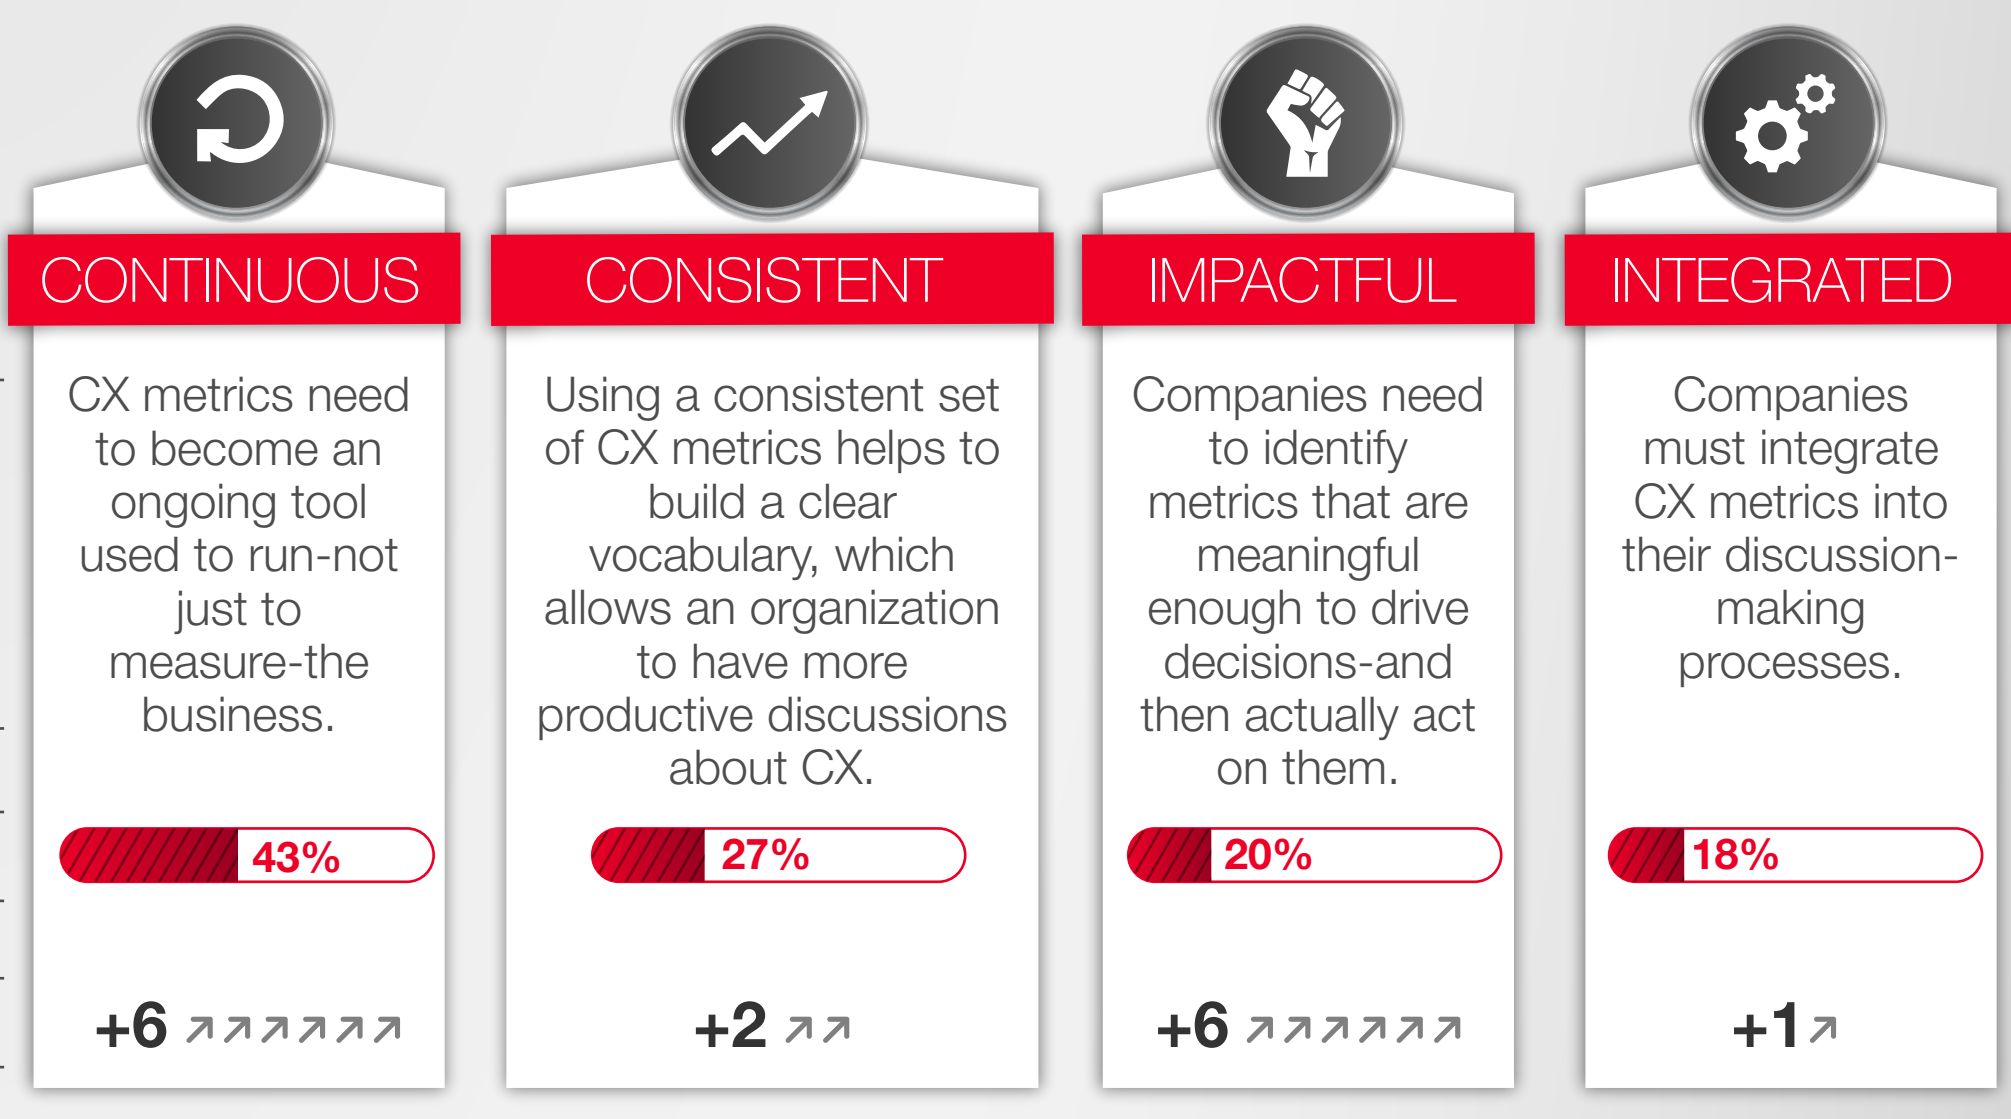 CONTINUOUS
CX metrics need
to become an
ongoing tool
used to run-not
just to
measure-the
business.
43%
+6
CONSISTENT
Using a consistent set
of CX metrics helps to
build a clear
vocabulary, which
allows an organization
to have more
productive discussions
about CX.
27%
+2
IMPACTFUL
Companies need
to identify
metrics that are
meaningful
enough to drive
decisions-and
then actually act
on them.
20%
+6
INTEGRATED
Companies
must integrate
CX metrics into
their discussion-
making
processes.
18%
+1